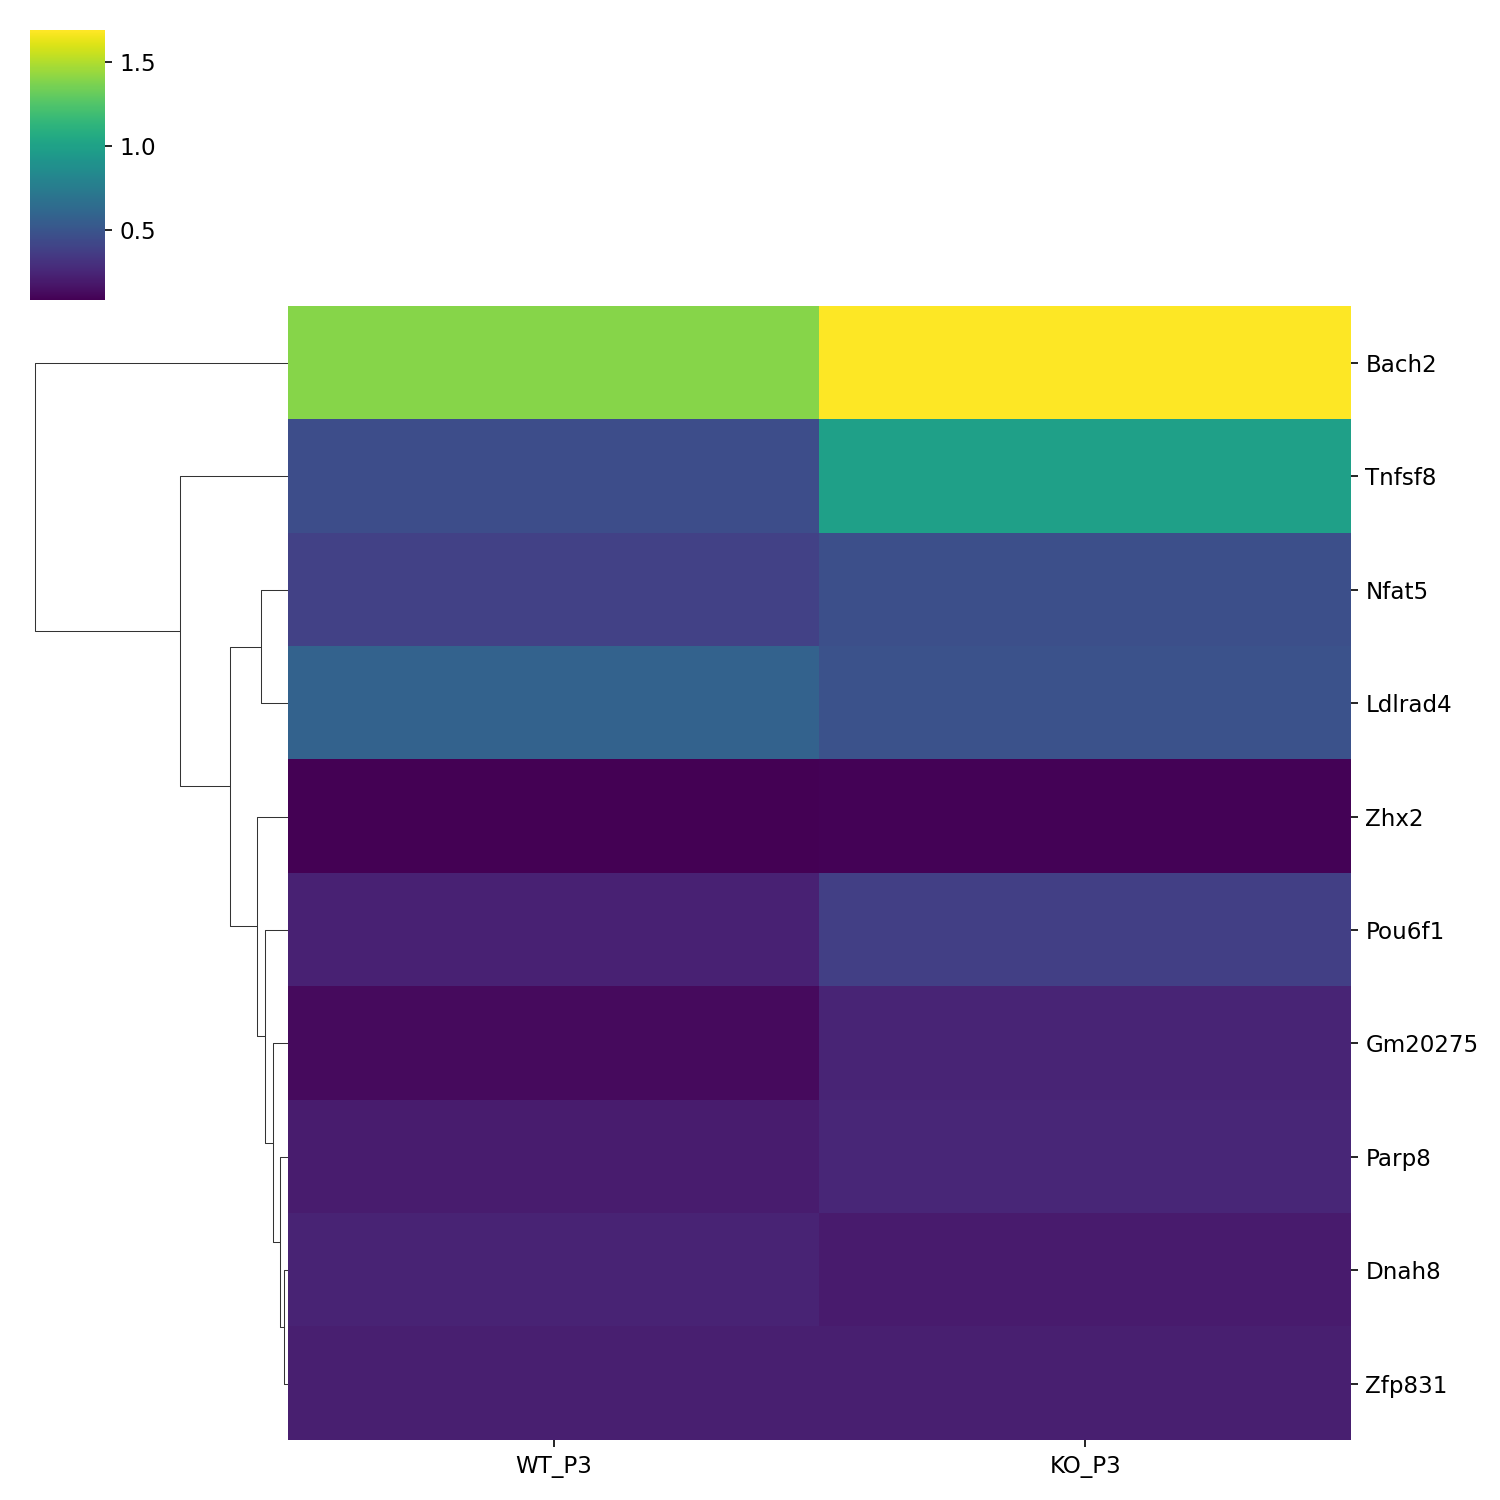 1.5
1.0
0.5
Bach2
Tnfsf8
Nfat5
Ldlrad4
Zhx2
Pou6f1
Gm20275
Parp8
Dnah8
Zfp831
WT_P3
KO_P3